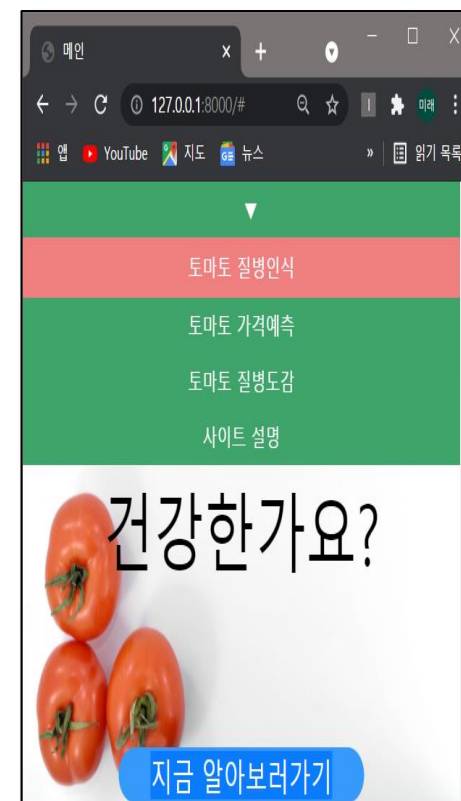 메인
127.0.0.1:8000/#
미래
앱 YouTube 지도 뉴스 » 읽기 목록
▼
토마토 질병인식
토마토 가격예측
토마토 질병도감
사이트 설명
건강한가요?
지금 알아보러가기